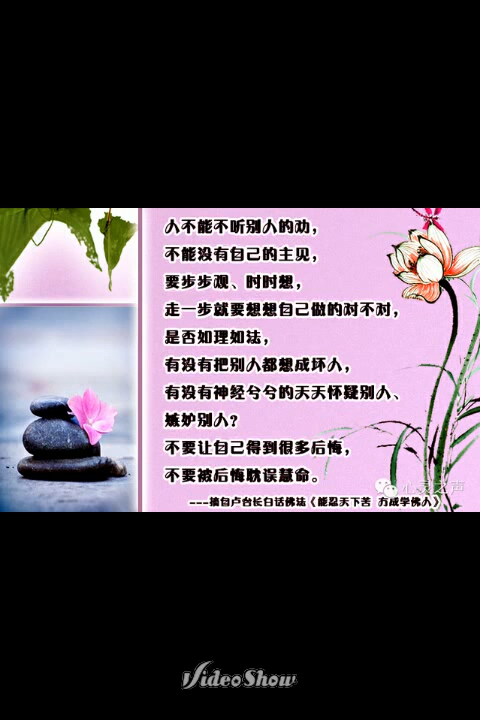 人不能不听别人的劝，
不能没有自己的主见，
要步步观、时时想，
走一步就要想想自己做的对不对，
是否如理如法，
有没有把别人都想成坏人，
有没有神经兮兮的天天怀疑别人、
嫉妒别人？
不要让自己得到很多后悔，
不要被后悔耽误慧命。
---摘自卢台长白话佛法《能忍天下苦 方成学佛人》
心灵之声
VideoShow